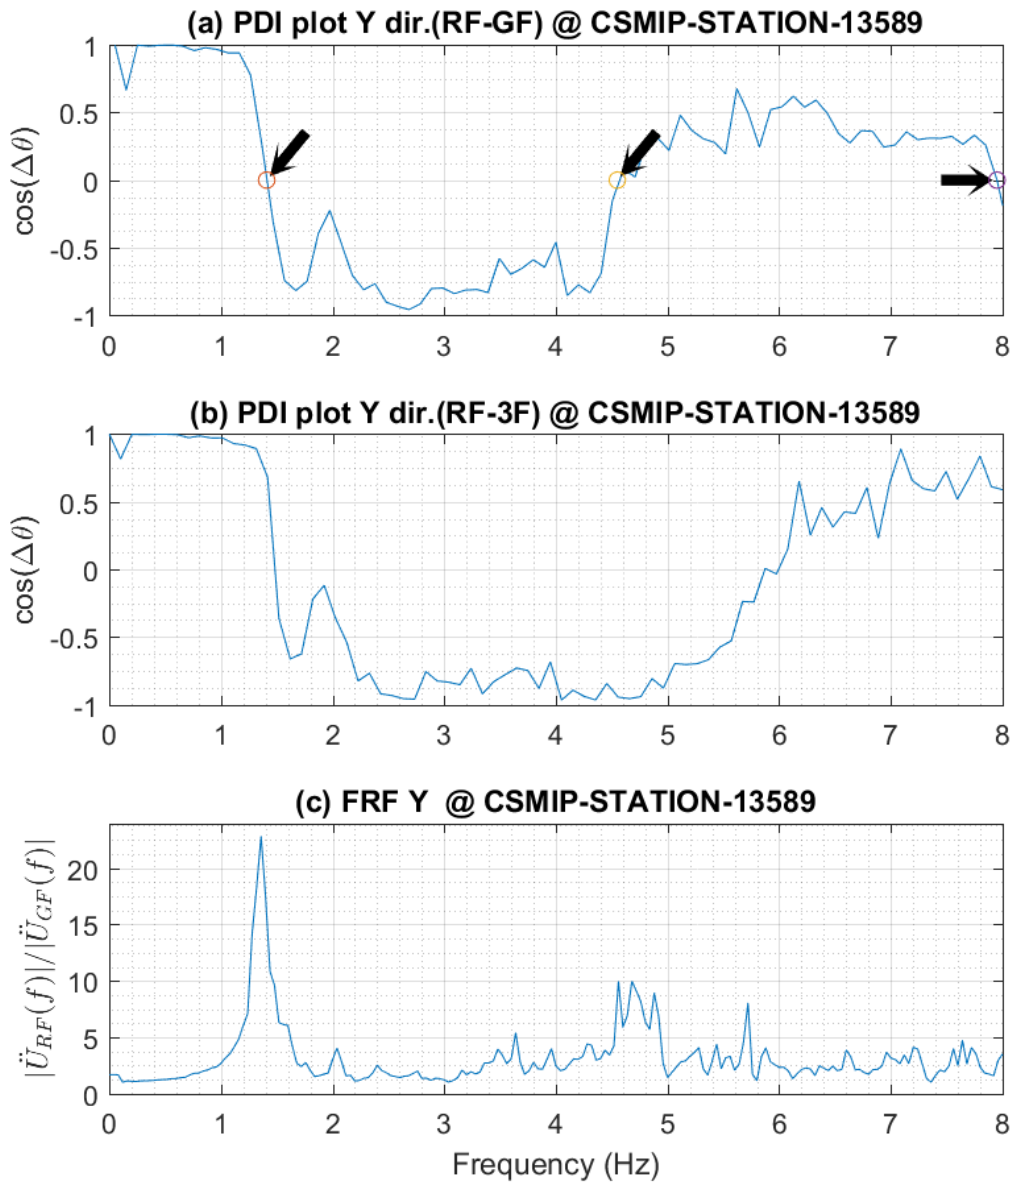 (a) PDI plot Y dir.(RF-GF) @ CSMIP-STATION-13589
1
0.5
0
-0.5
-1
cos(Δθ)
0 1 2 3 4 5 6 7 8
(b) PDI plot Y dir.(RF-3F) @ CSMIP-STATION-13589
1
0.5
0
-0.5
-1
cos(Δθ)
0 1 2 3 4 5 6 7 8
(c) FRF Y @ CSMIP-STATION-13589
20
15
10
5
0
|Ü_RF(f)|/|Ü_GF(f)|
0 1 2 3 4 5 6 7 8
Frequency (Hz)